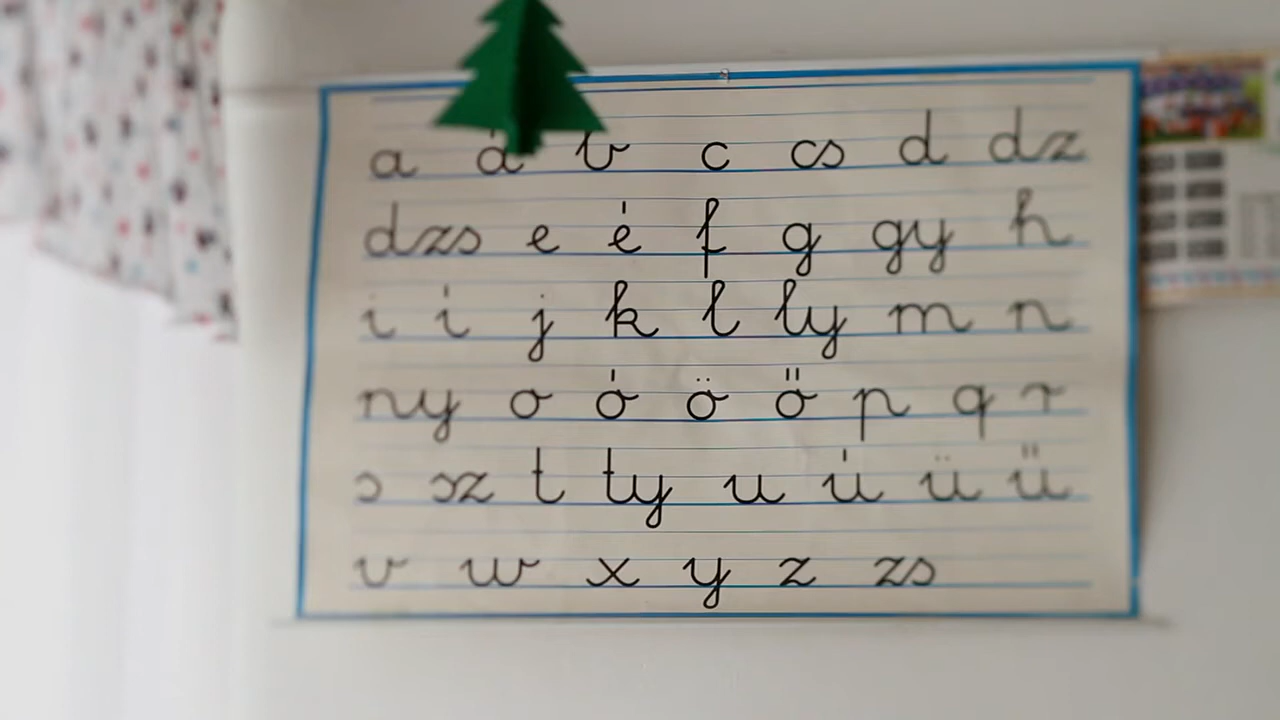 a á b c cs d dz
dzs e é f g gy h
i í j k l ly m n
ny o ó ö ő p q r
s sz t ty u ú ü ű
v w x y z zs